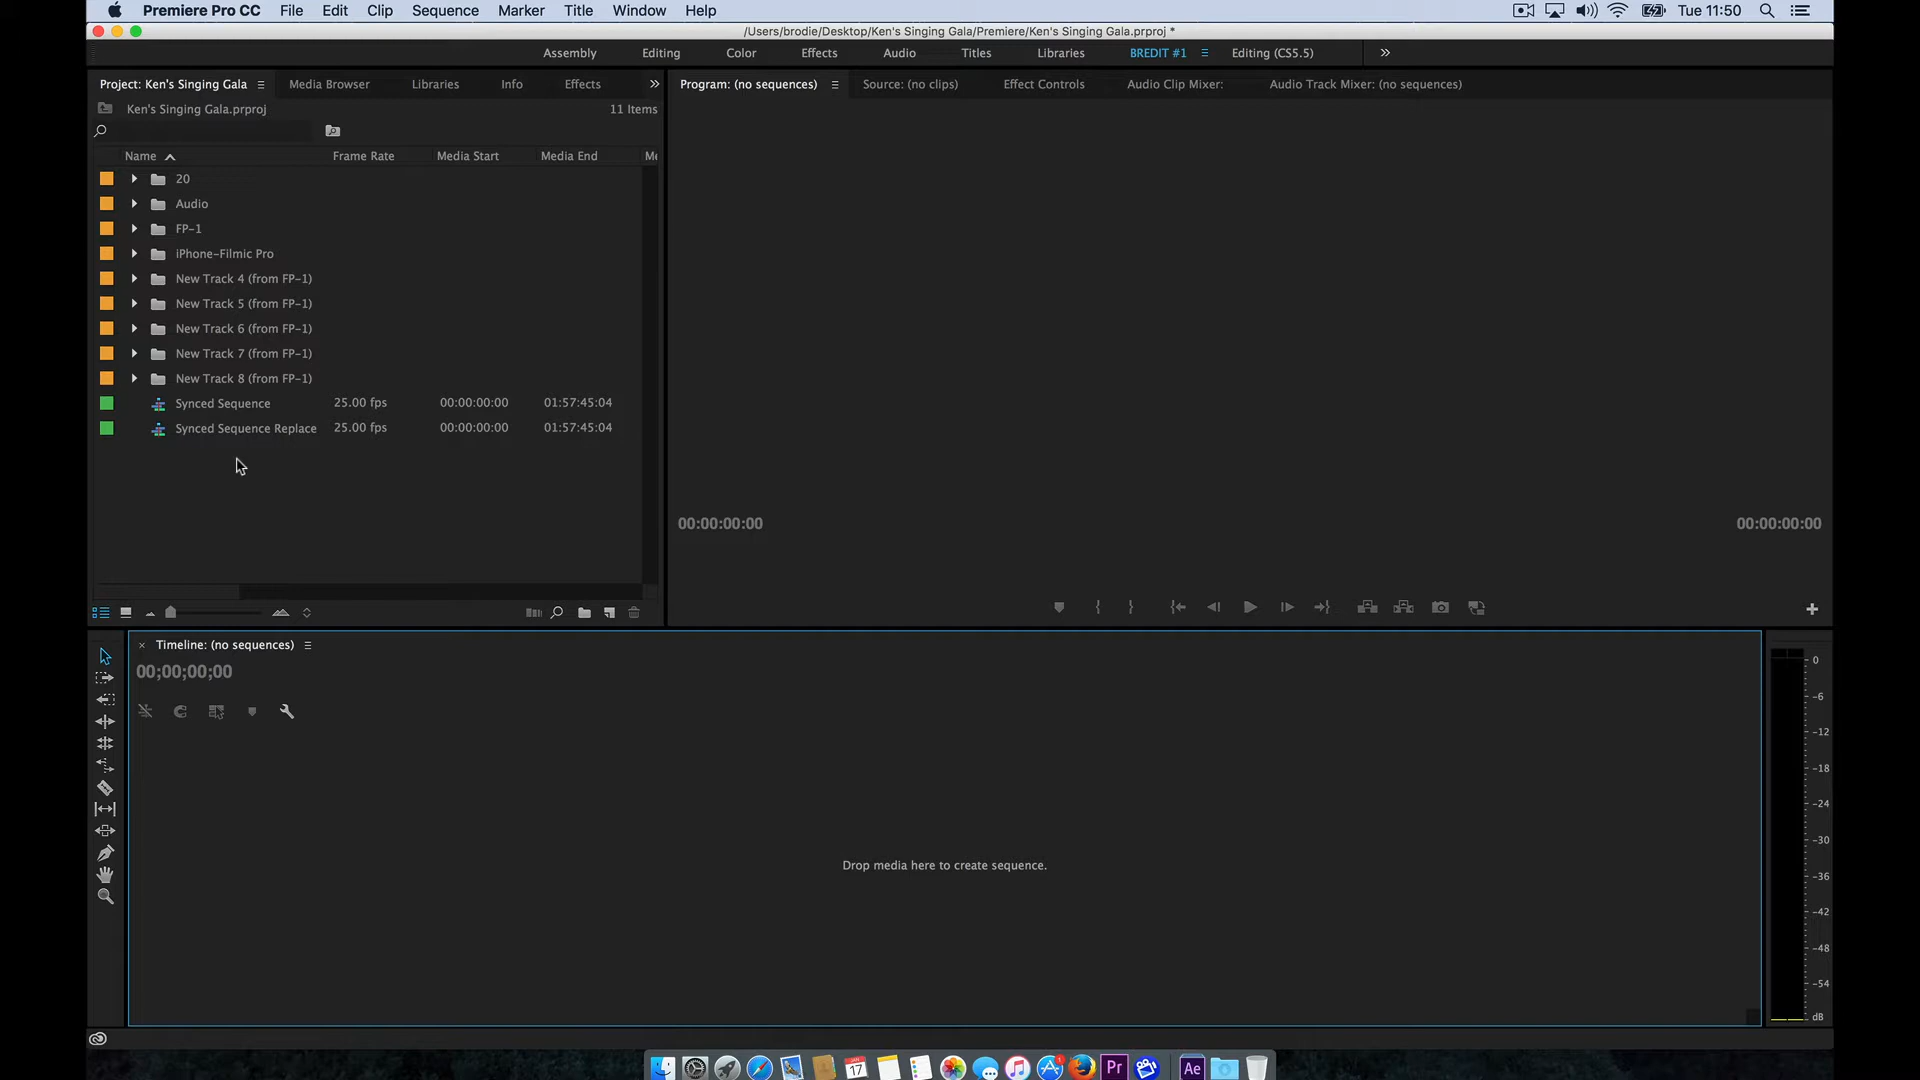 Premiere Pro CC File Edit Clip Sequence Marker Title Window Help Tue 11:50
/Users/brodie/Desktop/Ken's Singing Gala/Premiere/Ken's Singing Gala.prproj *
Assembly Editing Color Effects Audio Titles Libraries BREDIT #1 Editing (CS5.5)
Project: Ken's Singing Gala Media Browser Libraries Info Effects
Program: (no sequences) Source: (no clips) Effect Controls Audio Clip Mixer: Audio Track Mixer: (no sequences)
Ken's Singing Gala.prproj 11 Items
Name Frame Rate Media Start Media End Me
20
Audio
FP-1
iPhone-Filmic Pro
New Track 4 (from FP-1)
New Track 5 (from FP-1)
New Track 6 (from FP-1)
New Track 7 (from FP-1)
New Track 8 (from FP-1)
Synced Sequence 25.00 fps 00:00:00:00 01:57:45:04
Synced Sequence Replace 25.00 fps 00:00:00:00 01:57:45:04
00:00:00:00 00:00:00:00
Timeline: (no sequences)
00;00;00;00
Drop media here to create sequence.
0
-6
-12
-18
-24
-30
-36
-42
-48
-54
dB
17
Pr
Ae